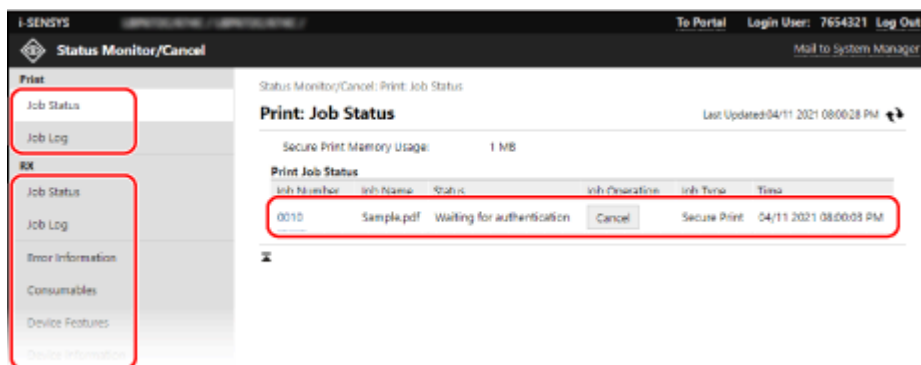 i-SENSYS
To Portal Login User: 7654321 Log Out
Status Monitor/Cancel
Mail to System Manager
Print
Job Status
Job Log
RX
Job Status
Job Log
Error Information
Consumables
Device Features
Device Information
Status Monitor/Cancel: Print: Job Status
Print: Job Status
Last Updated:04/11 2021 08:00:28 PM
Secure Print Memory Usage: 1 MB
Print Job Status
Job Number Job Name Status Job Operation Job Type Time
0010 Sample.pdf Waiting for authentication Cancel Secure Print 04/11 2021 08:00:03 PM